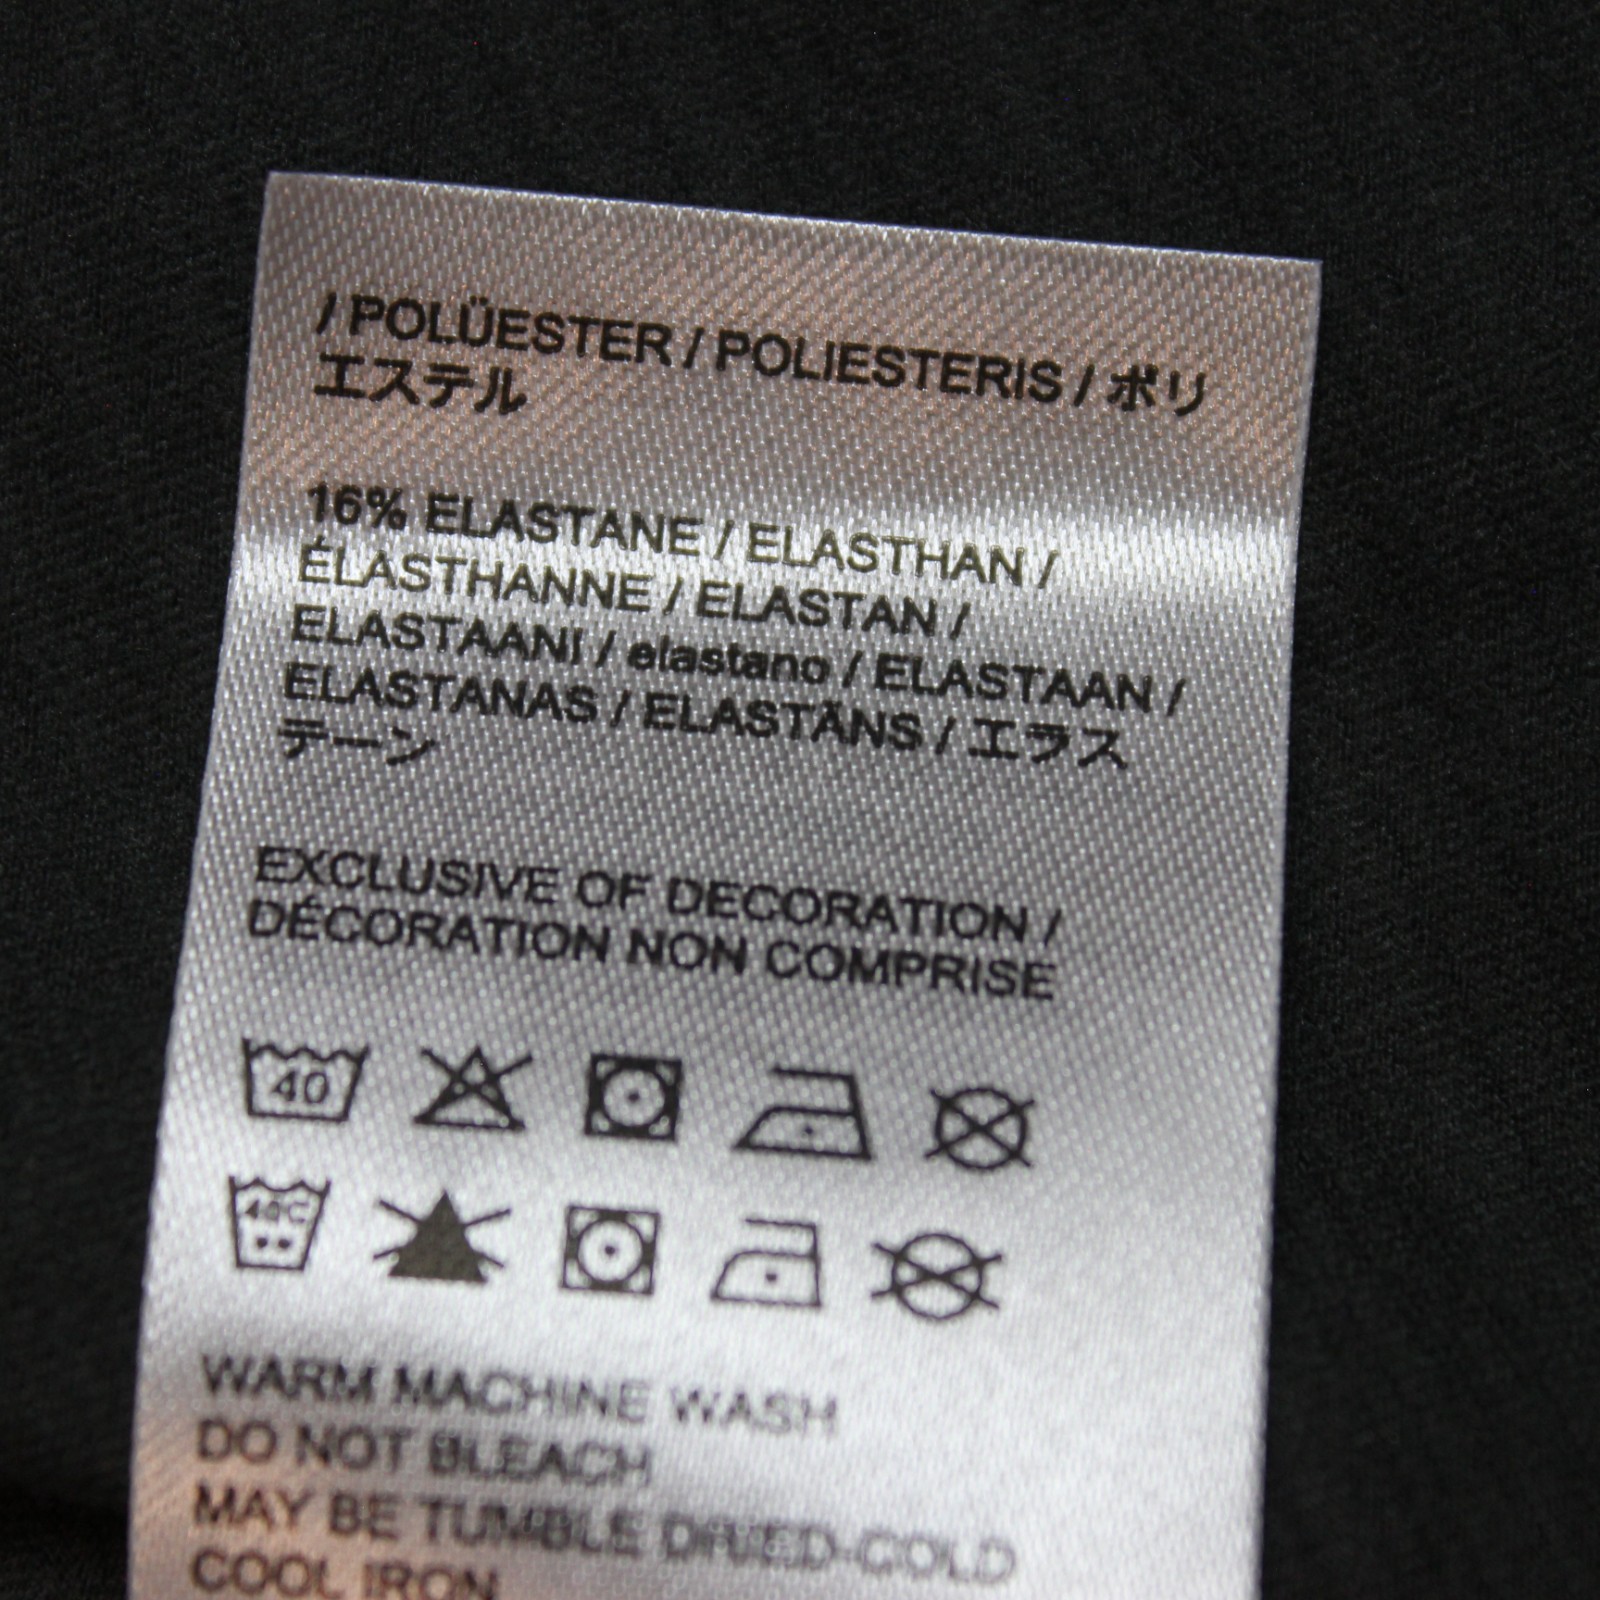 / POLÜESTER / POLIESTERIS / ポリ
エステル
16% ELASTANE / ELASTHAN /
ÉLASTHANNE / ELASTAN /
ELASTAANI / elastano / ELASTAAN /
ELASTANAS / ELASTĀNS / エラス
テーン
EXCLUSIVE OF DECORATION /
DÉCORATION NON COMPRISE
40
40C
WARM MACHINE WASH
DO NOT BLEACH
MAY BE TUMBLE DRIED-COLD
COOL IRON